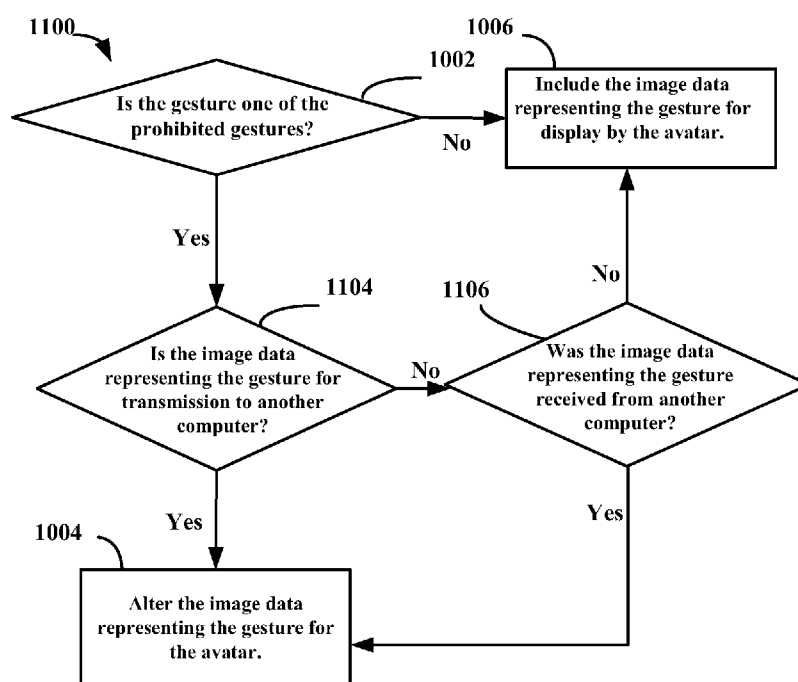 1100
1002
1006
Is the gesture one of the
prohibited gestures?
No
Include the image data
representing the gesture for
display by the avatar.
Yes
No
1104
1106
Is the image data
representing the gesture for
transmission to another
computer?
No
Was the image data
representing the gesture
received from another
computer?
Yes
Yes
1004
Alter the image data
representing the gesture for
the avatar.